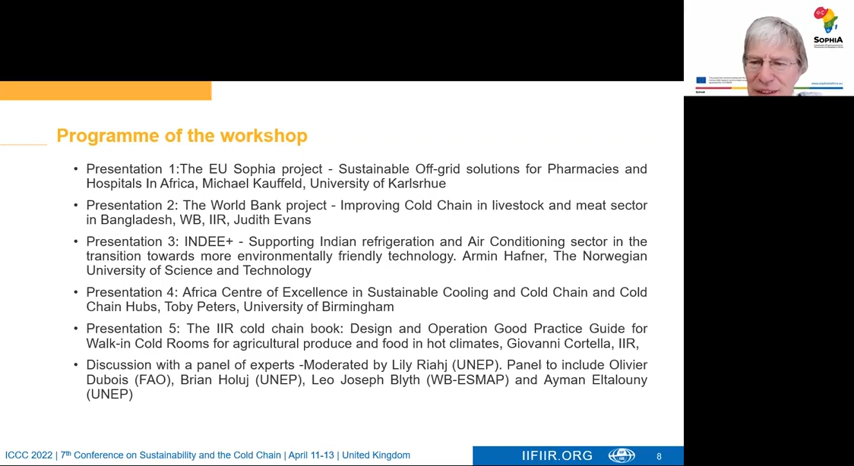 Programme of the workshop
• Presentation 1:The EU Sophia project - Sustainable Off-grid solutions for Pharmacies and
Hospitals In Africa, Michael Kauffeld, University of Karlsrhue
• Presentation 2: The World Bank project - Improving Cold Chain in livestock and meat sector
in Bangladesh, WB, IIR, Judith Evans
• Presentation 3: INDEE+ - Supporting Indian refrigeration and Air Conditioning sector in the
transition towards more environmentally friendly technology. Armin Hafner, The Norwegian
University of Science and Technology
• Presentation 4: Africa Centre of Excellence in Sustainable Cooling and Cold Chain and Cold
Chain Hubs, Toby Peters, University of Birmingham
• Presentation 5: The IIR cold chain book: Design and Operation Good Practice Guide for
Walk-in Cold Rooms for agricultural produce and food in hot climates, Giovanni Cortella, IIR,
• Discussion with a panel of experts -Moderated by Lily Riahj (UNEP). Panel to include Olivier
Dubois (FAO), Brian Holuj (UNEP), Leo Joseph Blyth (WB-ESMAP) and Ayman Eltalouny
(UNEP)
ICCC 2022 | 7th Conference on Sustainability and the Cold Chain | April 11-13 | United Kingdom
IIFIIR.ORG
8
SOPHIA